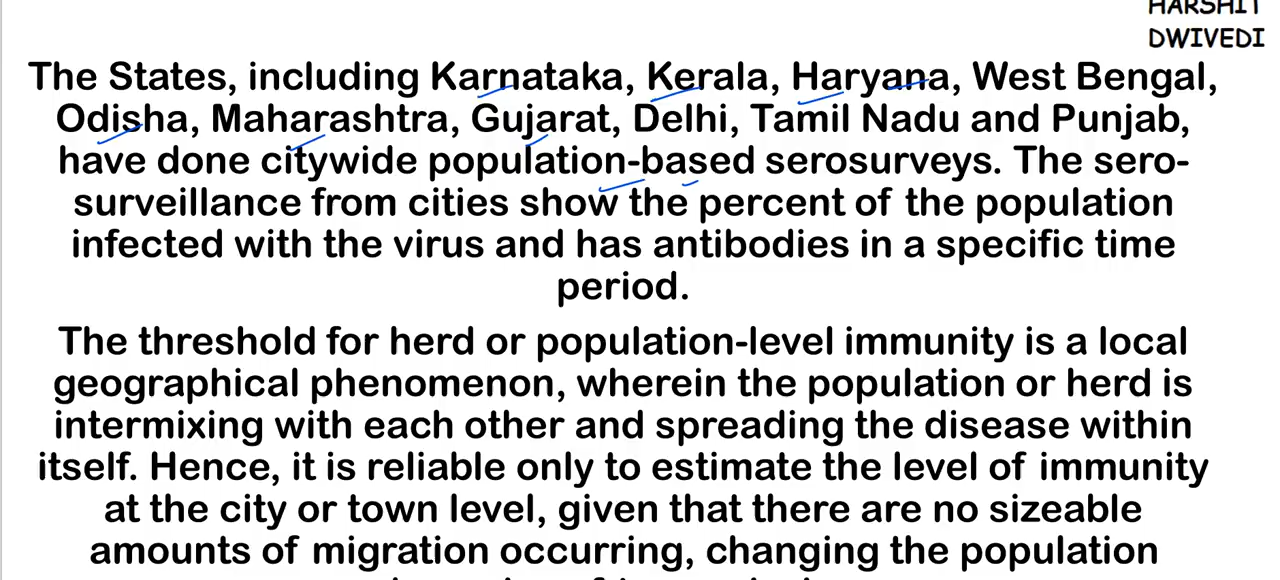 HARSHIT
DWIVEDI
The States, including Karnataka, Kerala, Haryana, West Bengal,
Odisha, Maharashtra, Gujarat, Delhi, Tamil Nadu and Punjab,
have done citywide population-based serosurveys. The sero-
surveillance from cities show the percent of the population
infected with the virus and has antibodies in a specific time
period.
The threshold for herd or population-level immunity is a local
geographical phenomenon, wherein the population or herd is
intermixing with each other and spreading the disease within
itself. Hence, it is reliable only to estimate the level of immunity
at the city or town level, given that there are no sizeable
amounts of migration occurring, changing the population